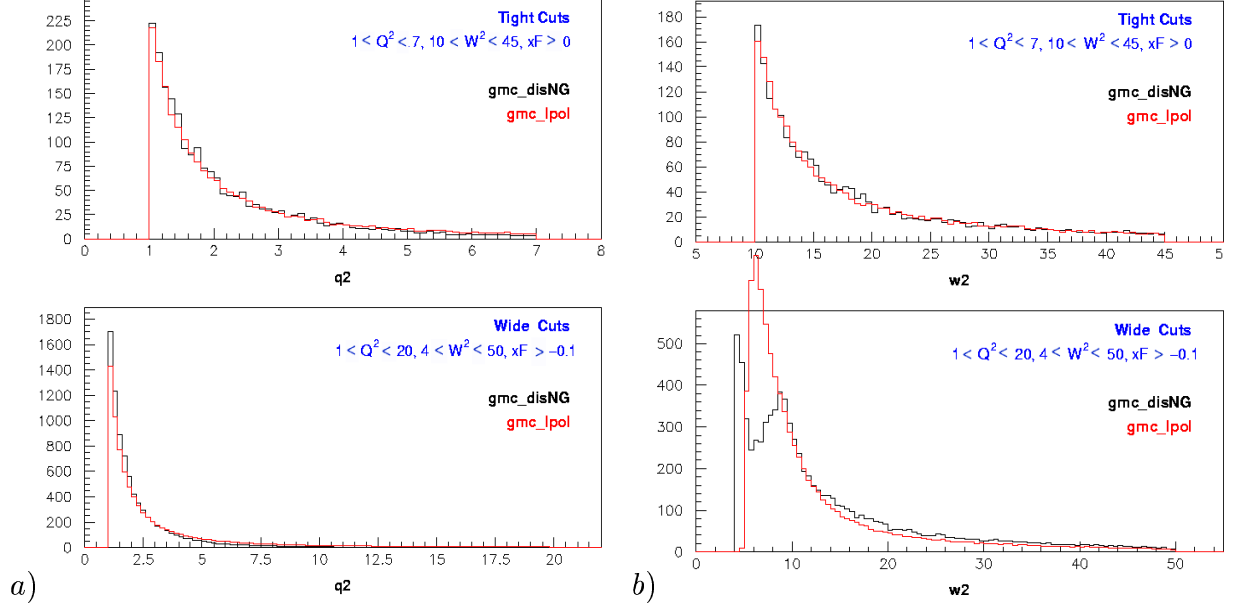 Tight Cuts
1 < Q² <.7, 10 < W² < 45, xF > 0
gmc_disNG
gmc_lpol
225
200
175
150
125
100
75
50
25
0
0 1 2 3 4 5 6 7 8
q2
Wide Cuts
1 < Q² < 20, 4 < W² < 50, xF > −0.1
gmc_disNG
gmc_lpol
1800
1600
1400
1200
1000
800
600
400
200
0
0 2.5 5 7.5 10 12.5 15 17.5 20
q2
a)
Tight Cuts
1 < Q² < 7, 10 < W² < 45, xF > 0
gmc_disNG
gmc_lpol
180
160
140
120
100
80
60
40
20
0
5 10 15 20 25 30 35 40 45 5
w2
Wide Cuts
1 < Q² < 20, 4 < W² < 50, xF > −0.1
gmc_disNG
gmc_lpol
500
400
300
200
100
0
0 10 20 30 40 50
w2
b)